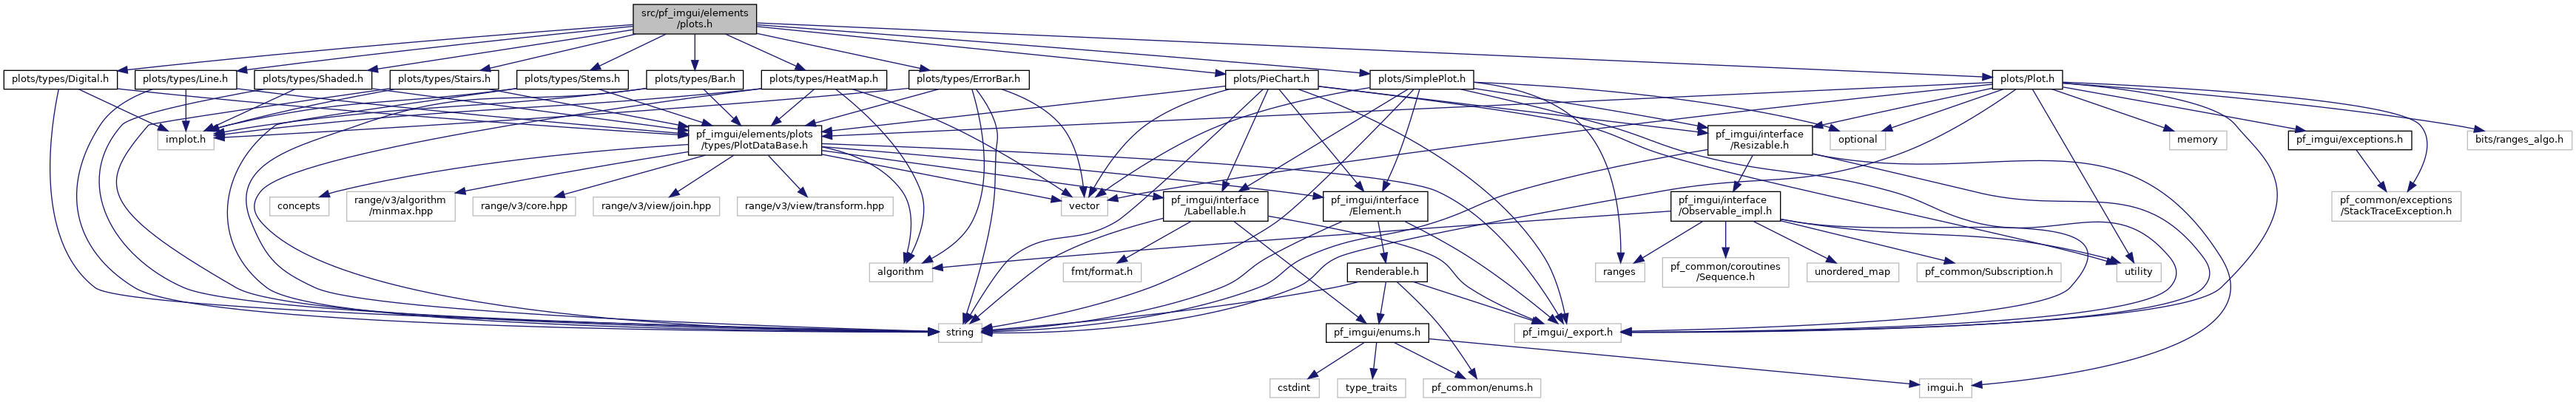 src/pf_imgui/elements
/plots.h
plots/types/Digital.h
plots/types/Line.h
plots/types/Shaded.h
plots/types/Stairs.h
plots/types/Stems.h
plots/types/Bar.h
plots/types/HeatMap.h
plots/types/ErrorBar.h
plots/PieChart.h
plots/SimplePlot.h
plots/Plot.h
implot.h
pf_imgui/elements/plots
/types/PlotDataBase.h
pf_imgui/interface
/Resizable.h
optional
memory
pf_imgui/exceptions.h
bits/ranges_algo.h
concepts
range/v3/algorithm
/minmax.hpp
range/v3/core.hpp
range/v3/view/join.hpp
range/v3/view/transform.hpp
vector
pf_imgui/interface
/Labellable.h
pf_imgui/interface
/Element.h
pf_imgui/interface
/Observable_impl.h
pf_common/exceptions
/StackTraceException.h
algorithm
fmt/format.h
Renderable.h
ranges
pf_common/coroutines
/Sequence.h
unordered_map
pf_common/Subscription.h
utility
string
pf_imgui/enums.h
pf_imgui/_export.h
cstdint
type_traits
pf_common/enums.h
imgui.h